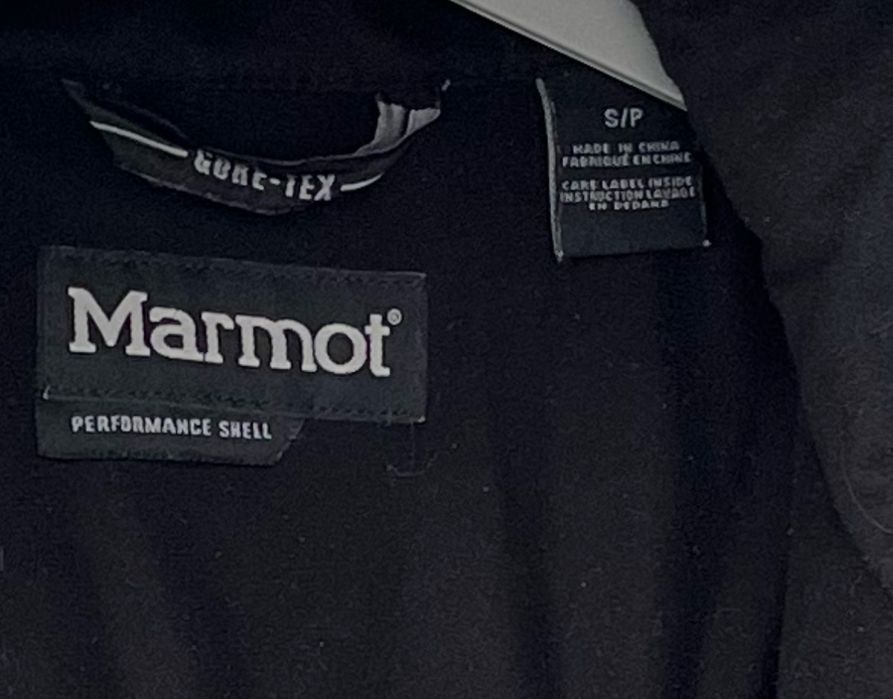 GORE-TEX
S/P
MADE IN CHINA
FABRIQUÉ EN CHINE
CARE LABEL INSIDE
INSTRUCTION LAVAGE
EN DEDANS
Marmot®
PERFORMANCE SHELL